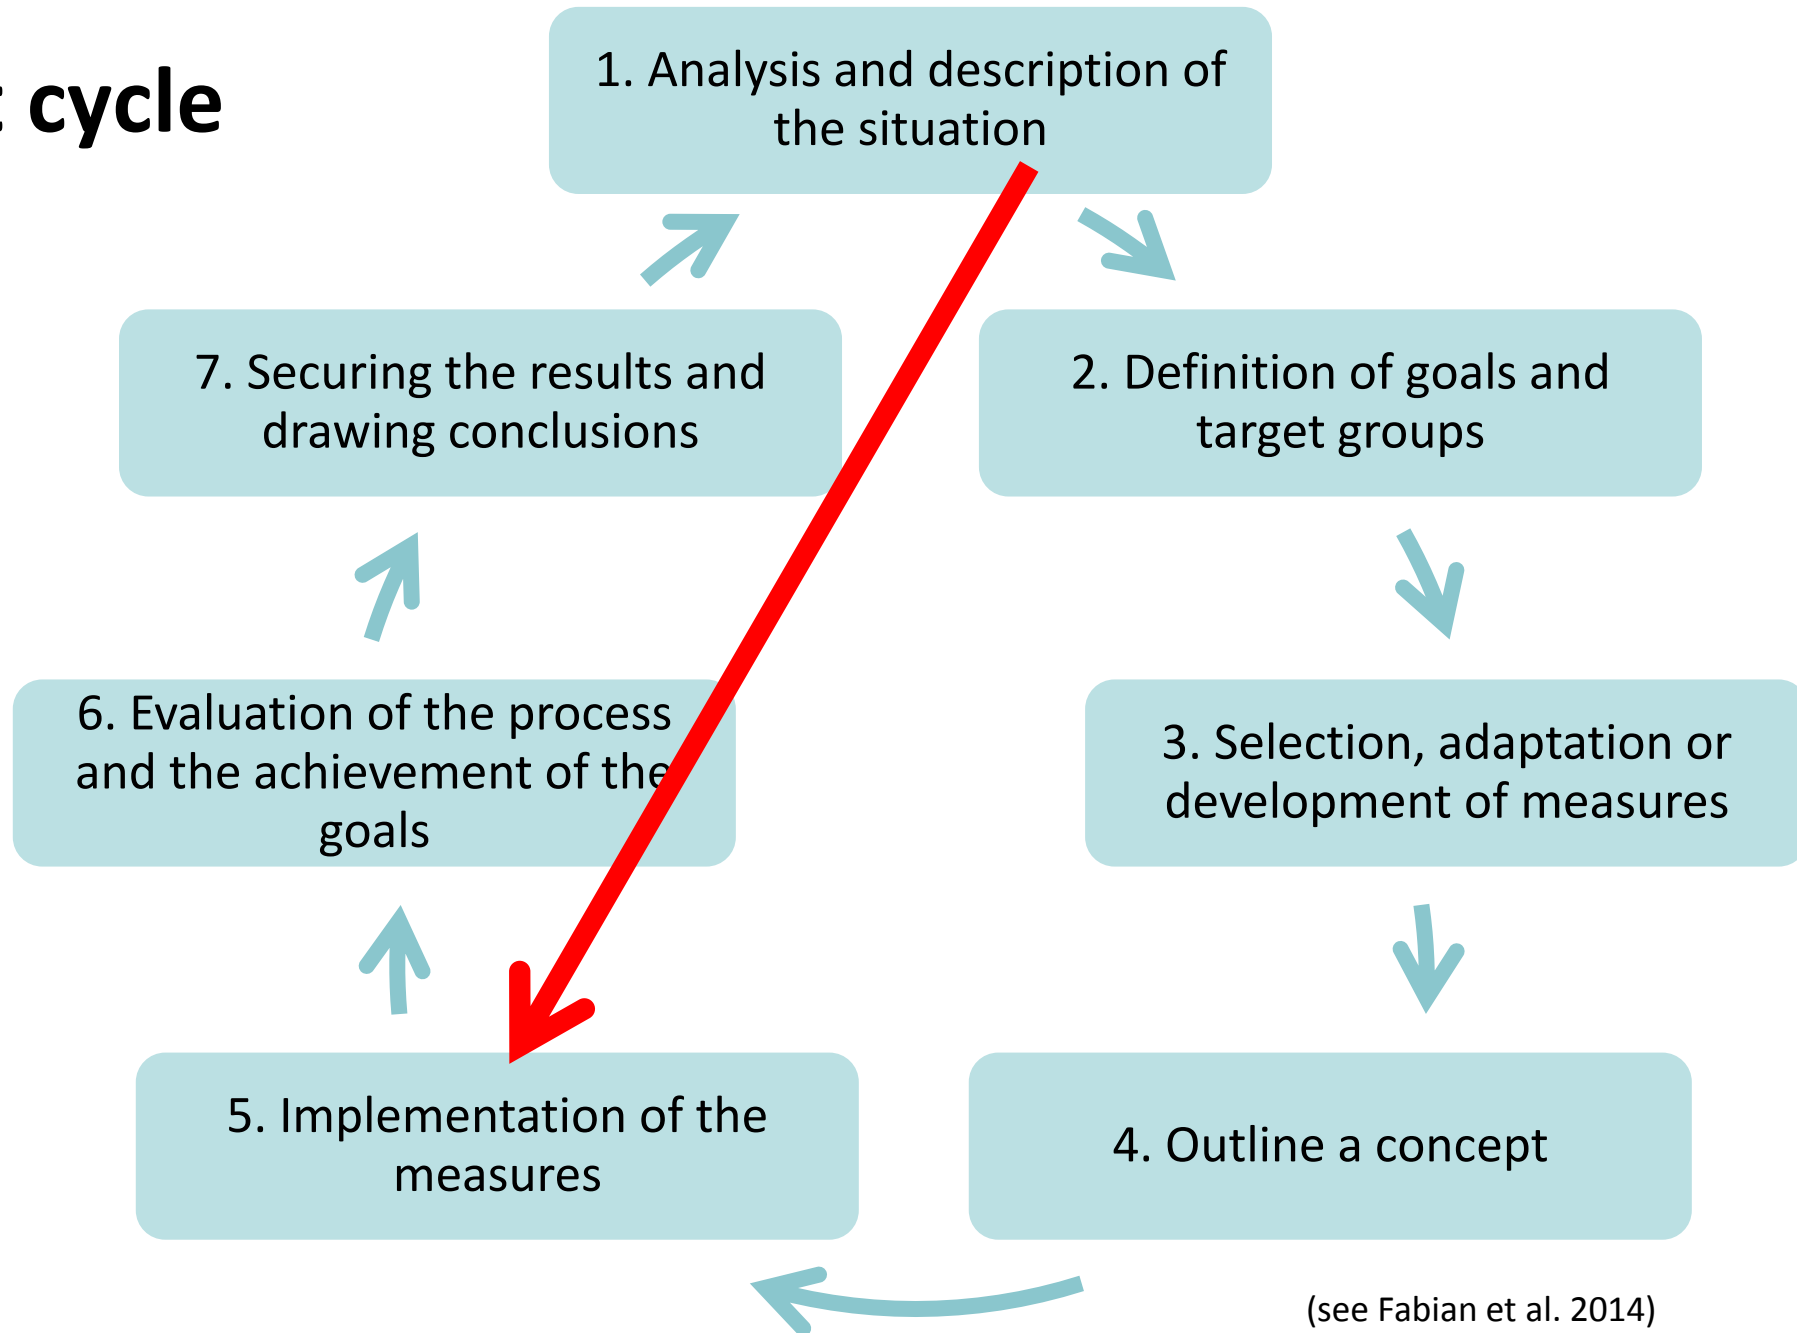 cycle
1. Analysis and description of
the situation
2. Definition of goals and
target groups
3. Selection, adaptation or
development of measures
4. Outline a concept
5. Implementation of the
measures
6. Evaluation of the process
and the achievement of the
goals
7. Securing the results and
drawing conclusions
(see Fabian et al. 2014)